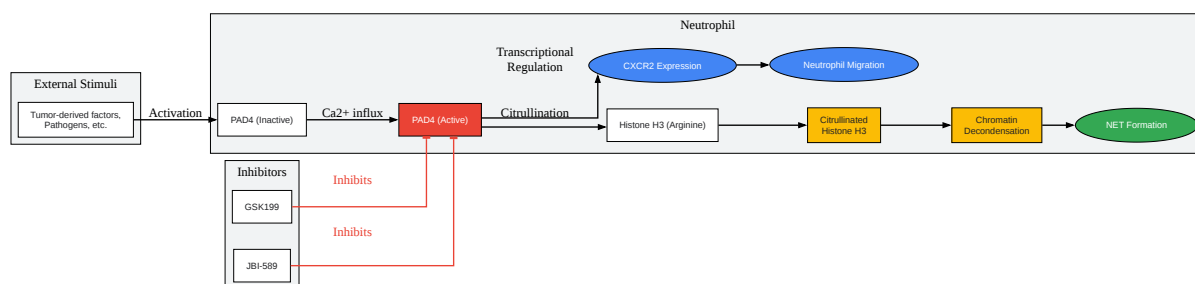 Neutrophil
External Stimuli
Tumor-derived factors,
Pathogens, etc.
Activation
PAD4 (Inactive)
Ca2+ influx
PAD4 (Active)
Transcriptional
Regulation
Citrullination
CXCR2 Expression
Neutrophil Migration
Histone H3 (Arginine)
Citrullinated
Histone H3
Chromatin
Decondensation
NET Formation
Inhibitors
GSK199
Inhibits
JBI-589
Inhibits